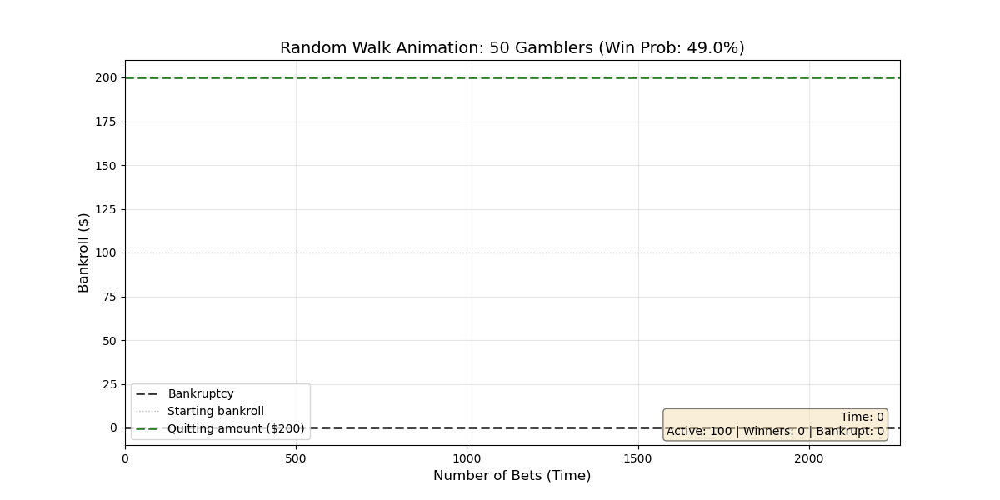 Random Walk Animation: 50 Gamblers (Win Prob: 49.0%)
Bankroll ($)
200
175
150
125
100
75
50
25
0
Bankruptcy
Starting bankroll
Quitting amount ($200)
Time: 0
Active: 100 | Winners: 0 | Bankrupt: 0
0
500
1000
1500
2000
Number of Bets (Time)